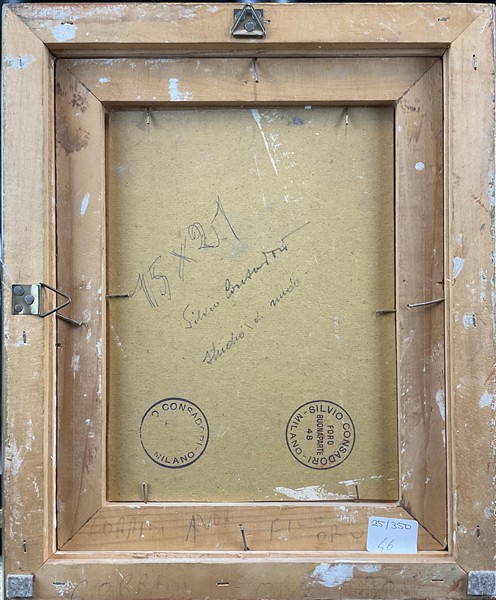 15 x 21
Silvio Consadori
studio di nudo
C CONSADORI
MILANO
SILVIO CONSADORI - MILANO -
FORO
BUONAPARTE
48
25/350
46